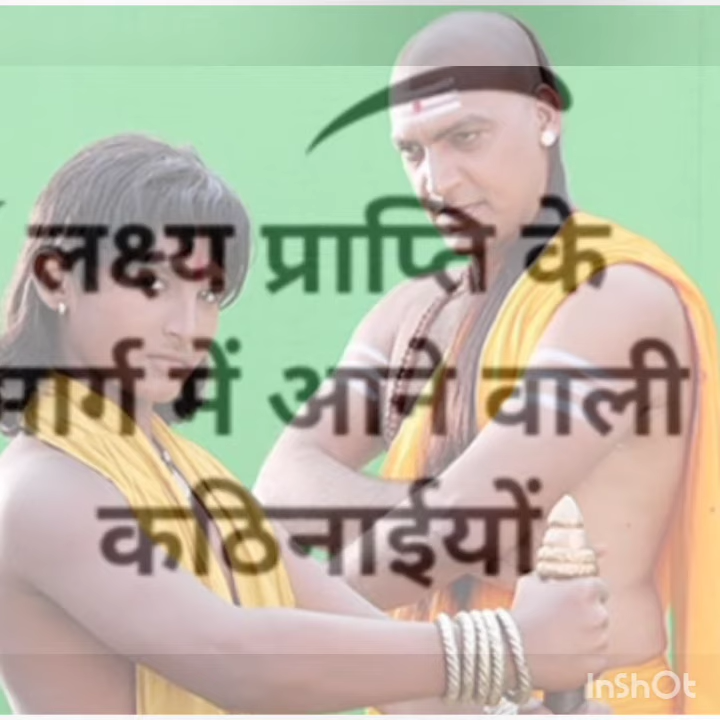 लक्ष्य प्राप्ति के
मार्ग में आने वाली
कठिनाईयों
InShOt